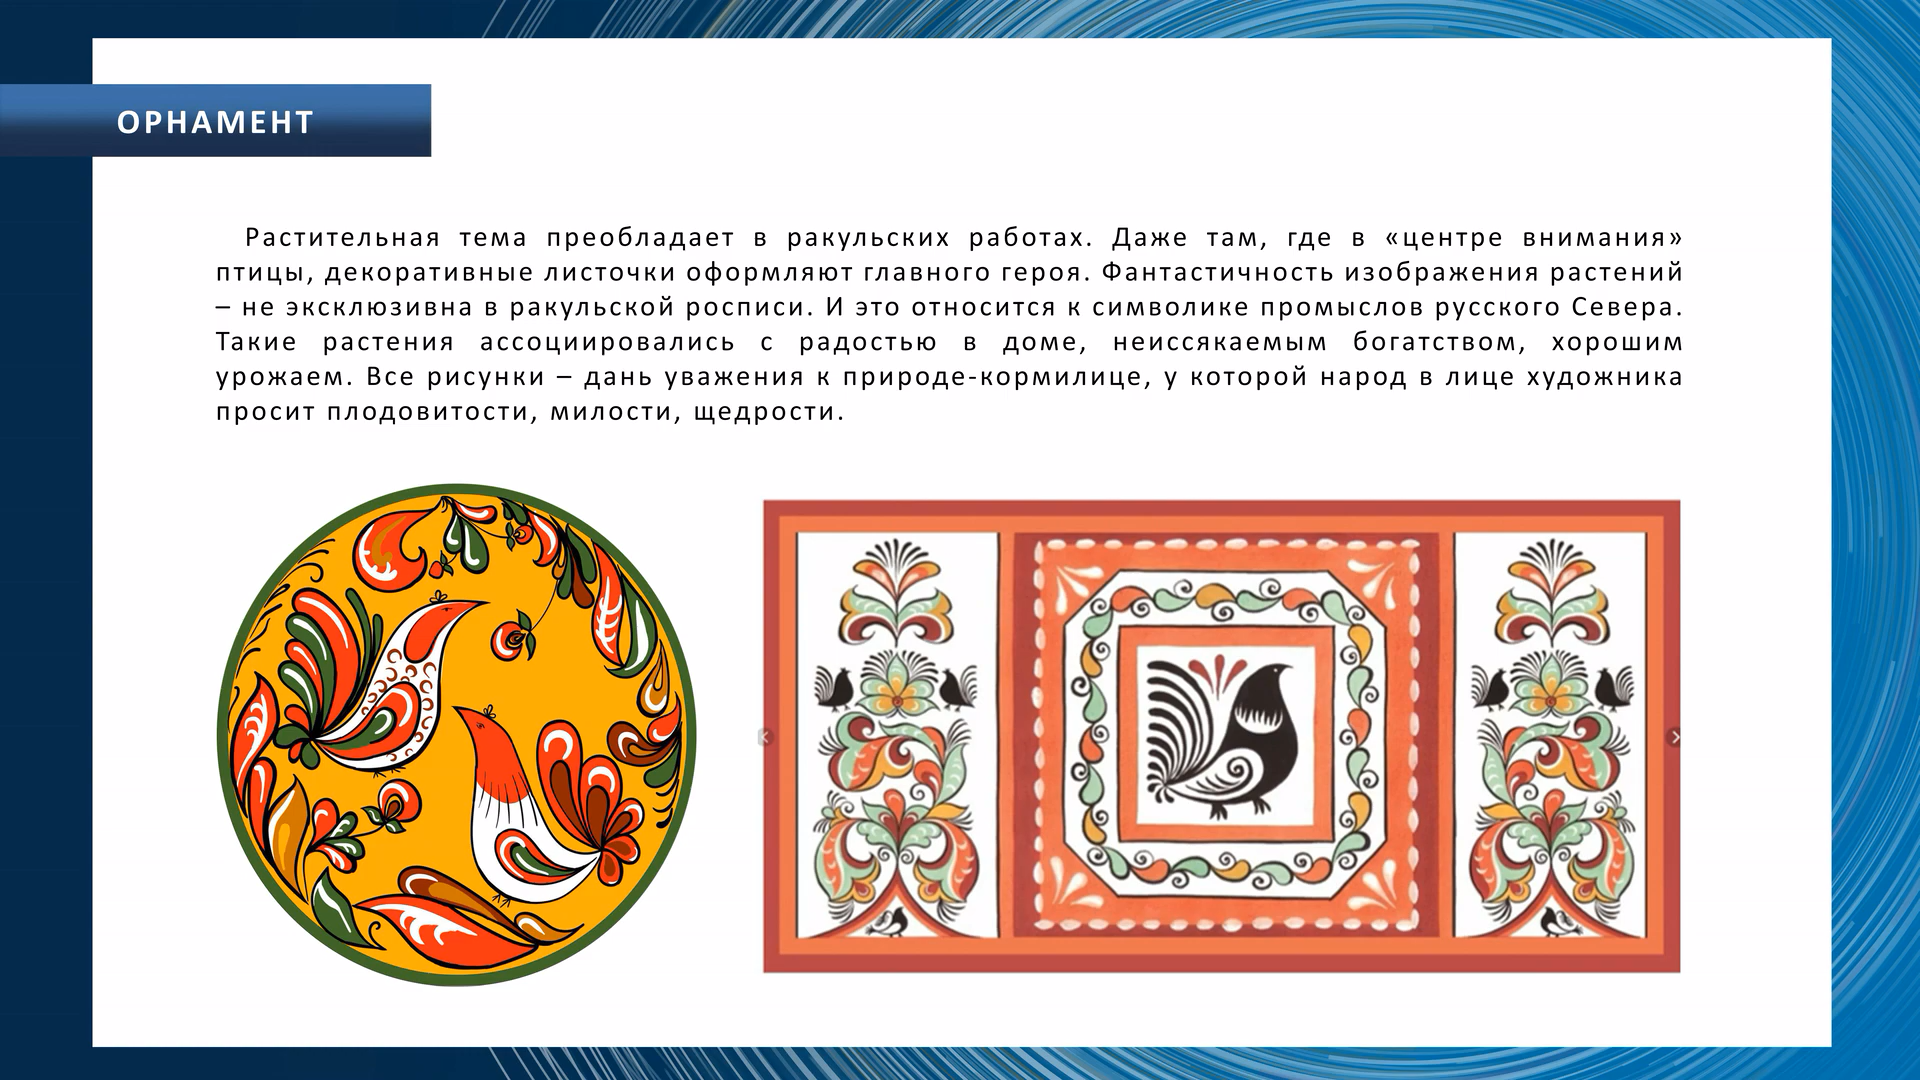 ОРНАМЕНТ
Растительная тема преобладает в ракульских работах. Даже там, где в «центре внимания»
птицы, декоративные листочки оформляют главного героя. Фантастичность изображения растений
– не эксклюзивна в ракульской росписи. И это относится к символике промыслов русского Севера.
Такие растения ассоциировались с радостью в доме, неиссякаемым богатством, хорошим
урожаем. Все рисунки – дань уважения к природе-кормилице, у которой народ в лице художника
просит плодовитости, милости, щедрости.